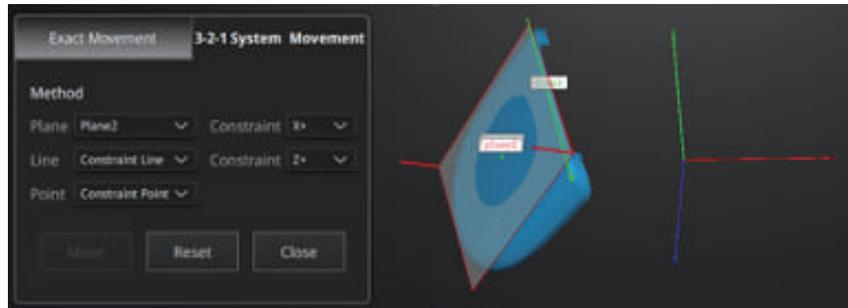 Exact Movement
3-2-1 System Movement
Method
Plane Plane2 Constraint X+
Line Constraint Line Constraint Z+
Point Constraint Point
Move Reset Close
plane2